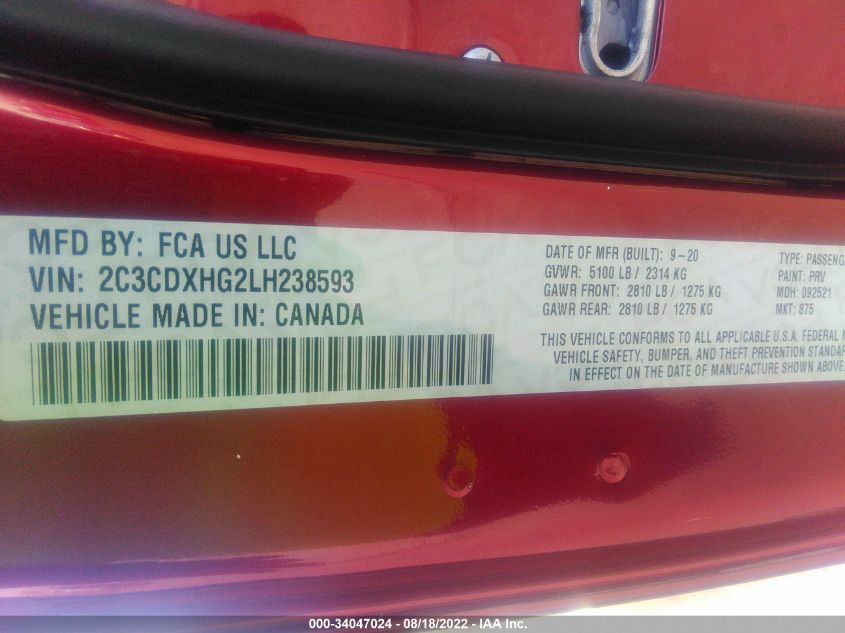 MFD BY: FCA US LLC
VIN: 2C3CDXHG2LH238593
VEHICLE MADE IN: CANADA
DATE OF MFR (BUILT): 9-20
GVWR: 5100 LB / 2314 KG
GAWR FRONT: 2810 LB / 1275 KG
GAWR REAR: 2810 LB / 1275 KG
TYPE: PASSENG
PAINT: PRV
MDH: 092521
MKT: 875
THIS VEHICLE CONFORMS TO ALL APPLICABLE U.S.A. FEDERAL M
VEHICLE SAFETY, BUMPER, AND THEFT PREVENTION STANDAR
IN EFFECT ON THE DATE OF MANUFACTURE SHOWN ABOVE.
000-34047024 - 08/18/2022 - IAA Inc.